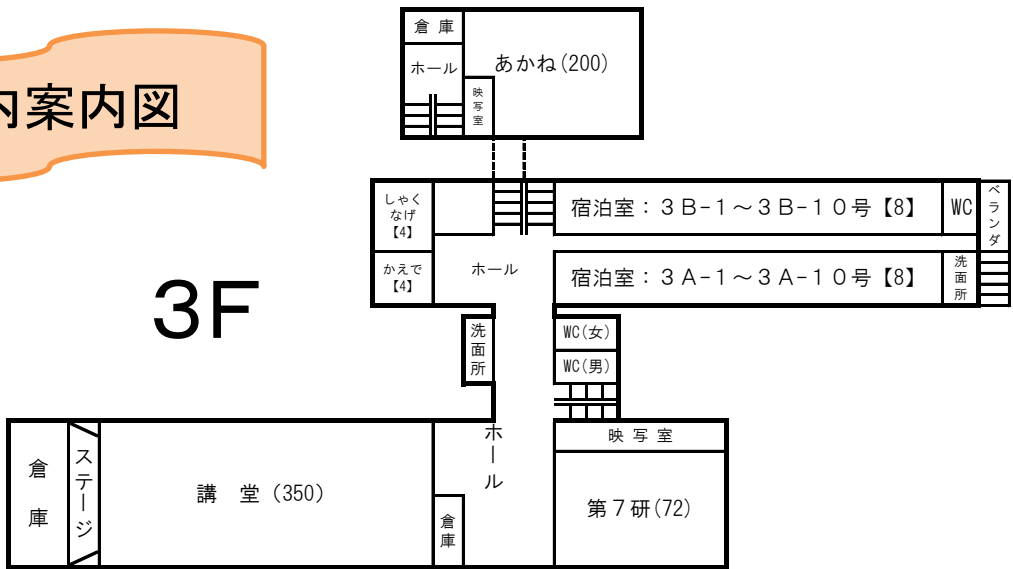 内案内図
3F
倉 庫
ホール
映写室
あかね(200)
しゃく
なげ
【4】
かえで
【4】
ホール
宿泊室：３Ｂ-１～３Ｂ-１０号【8】
WC
ベランダ
宿泊室：３Ａ-１～３Ａ-１０号【8】
洗面所
洗面所
WC(女)
WC(男)
倉庫
ステージ
講　堂（350）
ホール
倉庫
映 写 室
第７研(72)